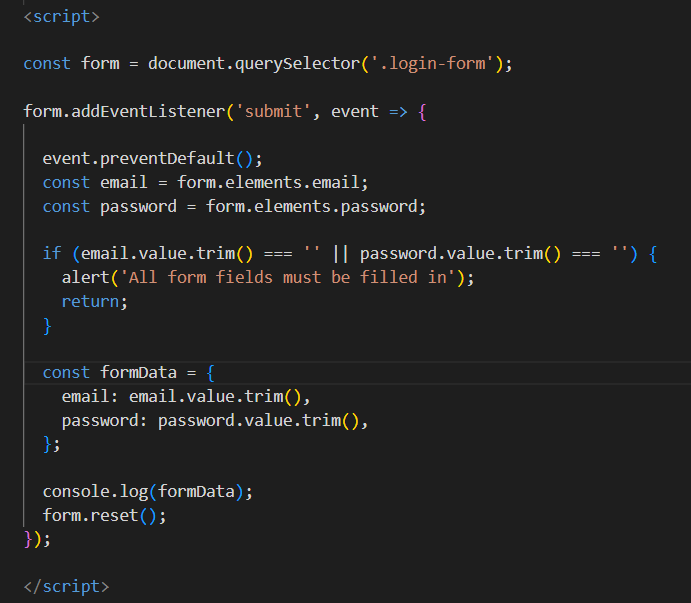 <script>
const form = document.querySelector('.login-form');
form.addEventListener('submit', event => {
event.preventDefault();
const email = form.elements.email;
const password = form.elements.password;
if (email.value.trim() === '' || password.value.trim() === '') {
alert('All form fields must be filled in');
return;
}
const formData = {
email: email.value.trim(),
password: password.value.trim(),
};
console.log(formData);
form.reset();
});
</script>